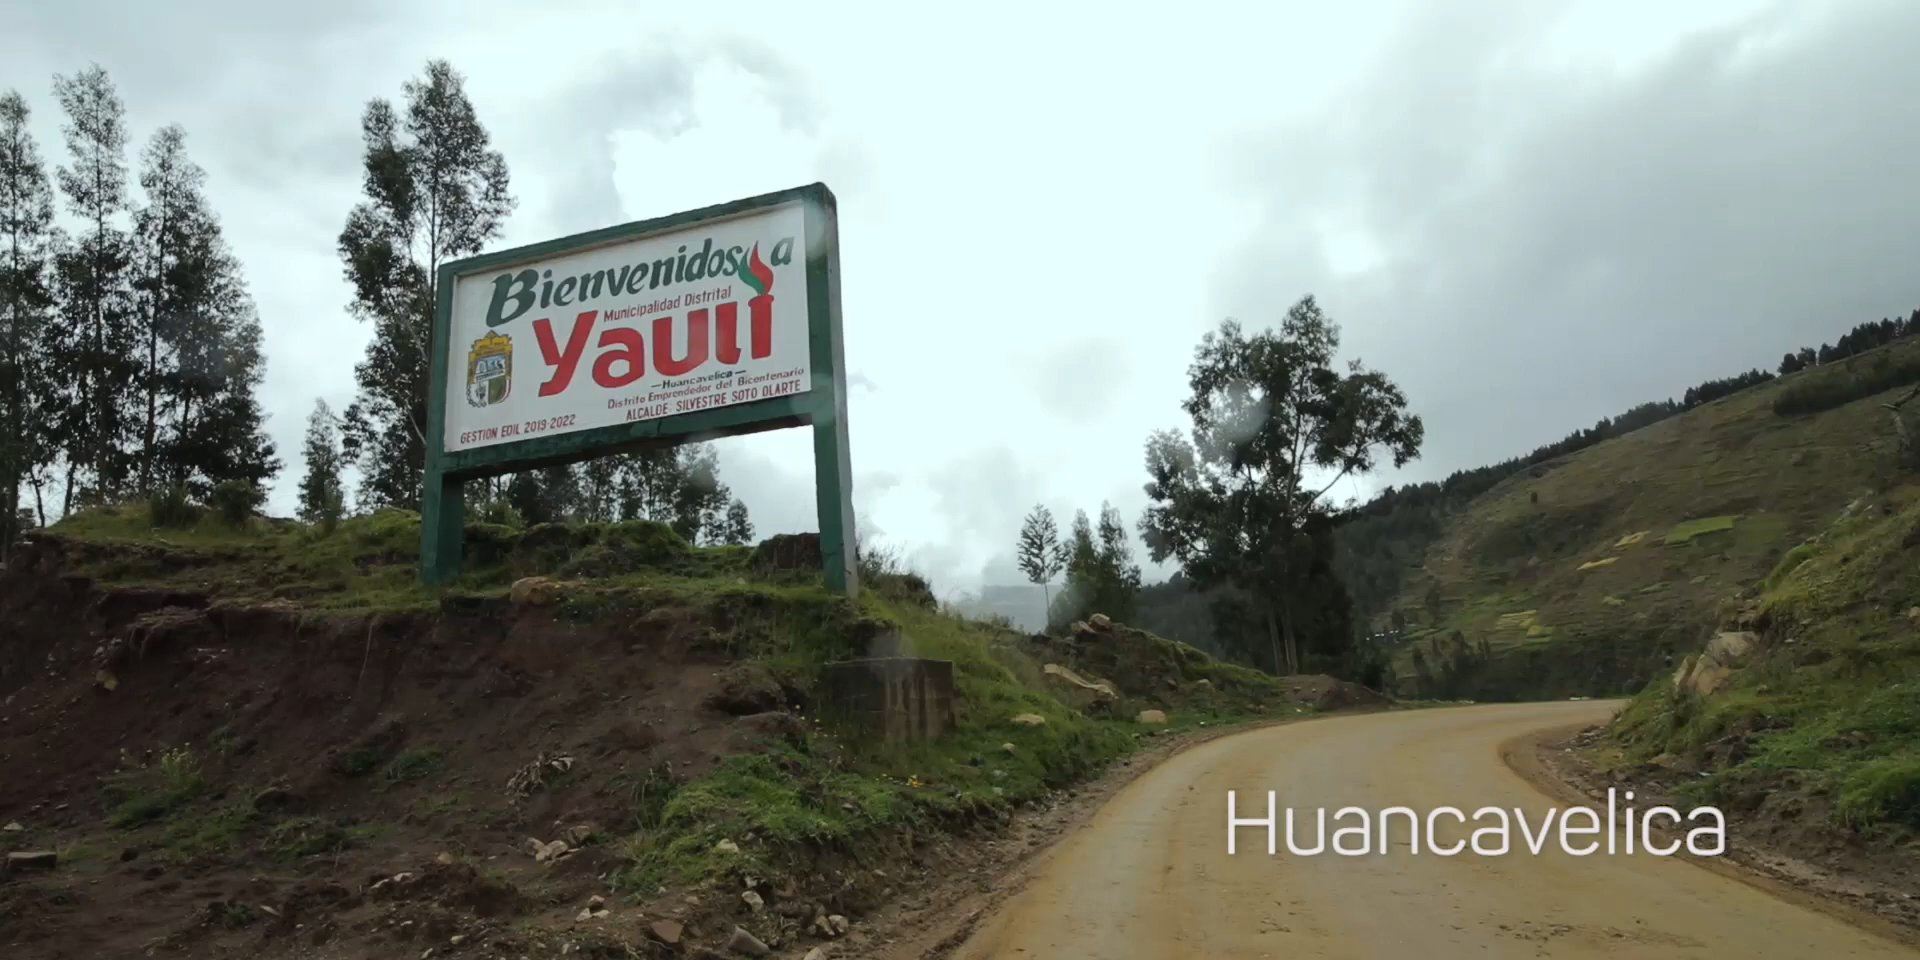 Bienvenidos a
Municipalidad Distrital
Yauli
—Huancavelica—
Distrito Emprendedor del Bicentenario
ALCALDE- SILVESTRE SOTO OLARTE
GESTION EDIL 2019-2022
Huancavelica